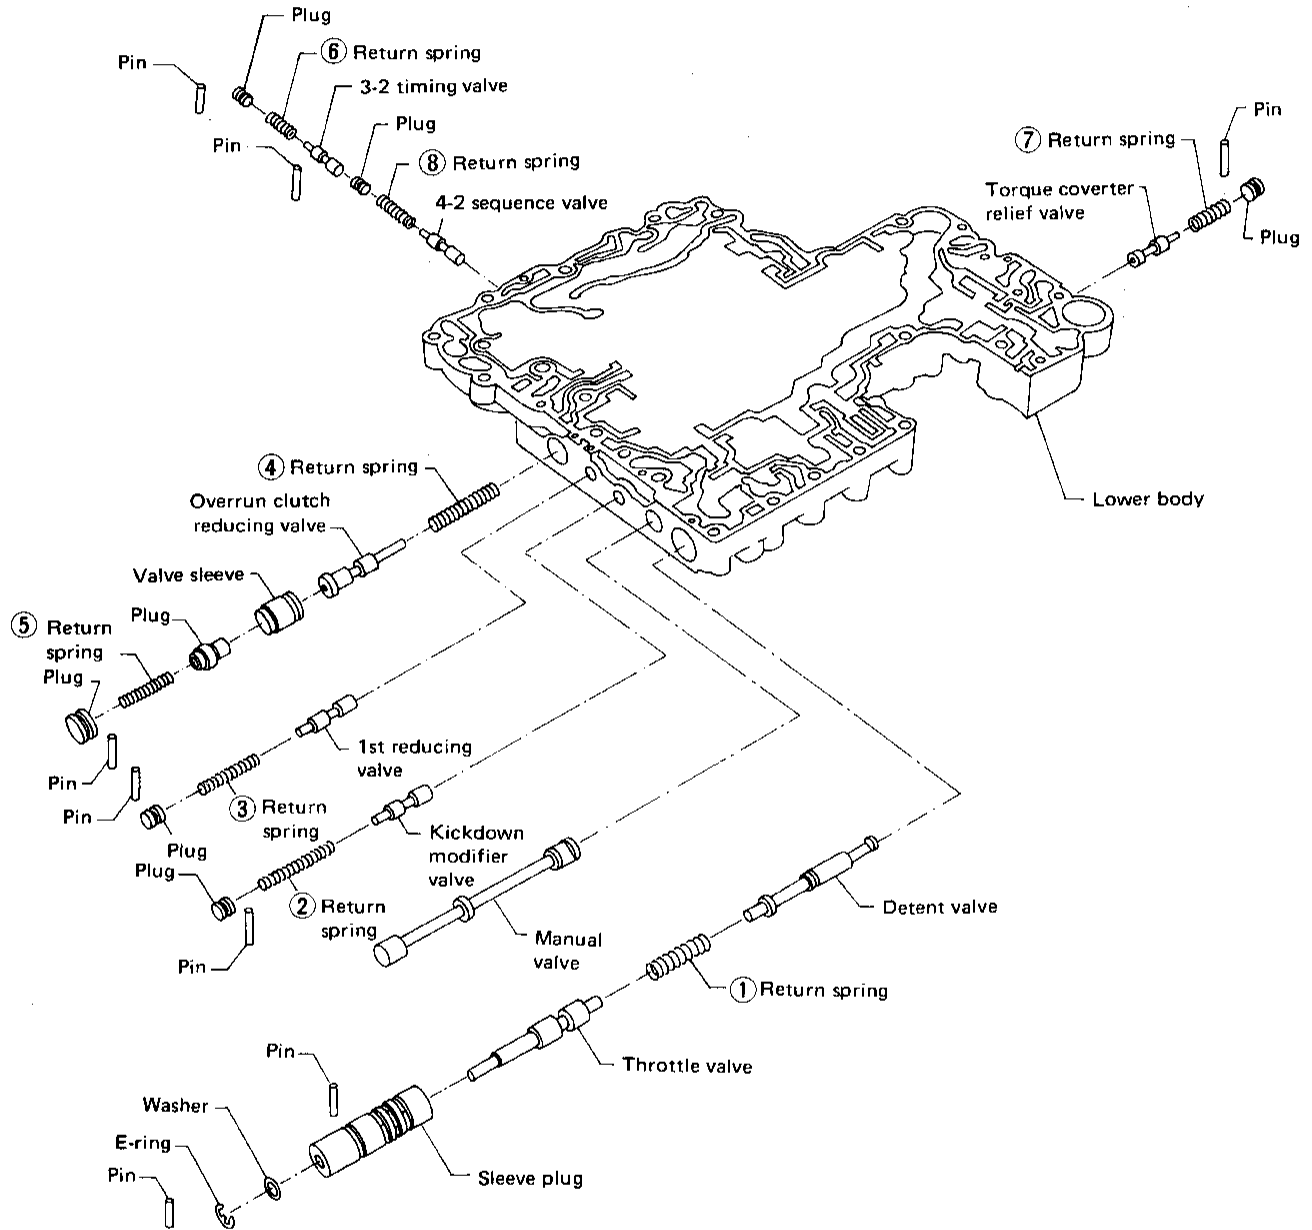 Plug
⑥ Return spring
Pin
3-2 timing valve
Plug
Pin
⑧ Return spring
4-2 sequence valve
Pin
⑦ Return spring
Torque coverter
relief valve
Plug
④ Return spring
Overrun clutch
reducing valve
Lower body
Valve sleeve
Plug
⑤ Return
spring
Plug
Pin
Pin
1st reducing
valve
③ Return
spring
Plug
Kickdown
modifier
valve
Plug
② Return
spring
Pin
Manual
valve
Detent valve
① Return spring
Throttle valve
Pin
Washer
E-ring
Pin
Sleeve plug